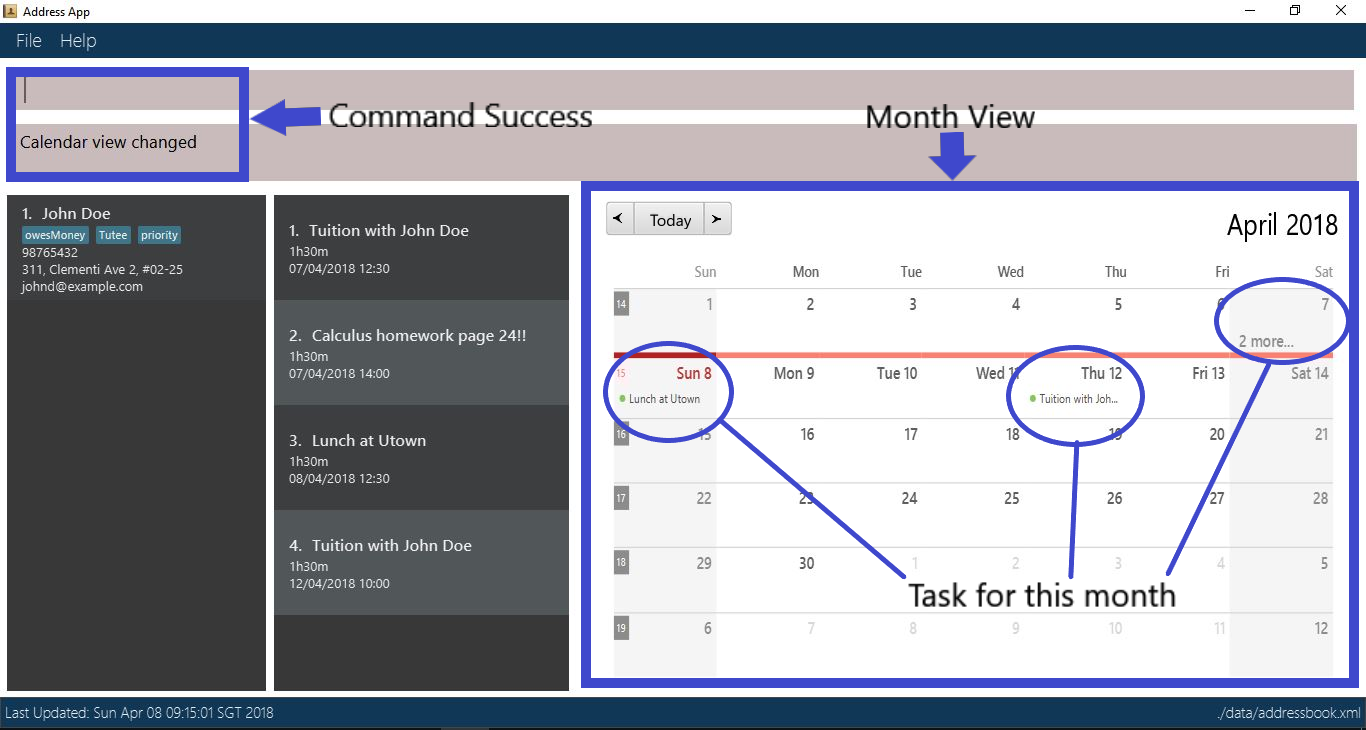 Address App
File Help
Command Success
Month View
Calendar view changed
1. John Doe
owesMoney Tutee priority
98765432
311, Clementi Ave 2, #02-25
johnd@example.com
1. Tuition with John Doe
1h30m
07/04/2018 12:30
2. Calculus homework page 24!!
1h30m
07/04/2018 14:00
3. Lunch at Utown
1h30m
08/04/2018 12:30
4. Tuition with John Doe
1h30m
12/04/2018 10:00
< Today >
April 2018
Sun Mon Tue Wed Thu Fri Sat
14 1 2 3 4 5 6 7
2 more...
15 Sun 8 Mon 9 Tue 10 Wed 11 Thu 12 Fri 13 Sat 14
Lunch at Utown Tuition with Joh...
16 15 16 17 18 19 20 21
17 22 23 24 25 26 27 28
18 29 30 1 2 3 4 5
Task for this month
19 6 7 8 9 10 11 12
Last Updated: Sun Apr 08 09:15:01 SGT 2018
./data/addressbook.xml